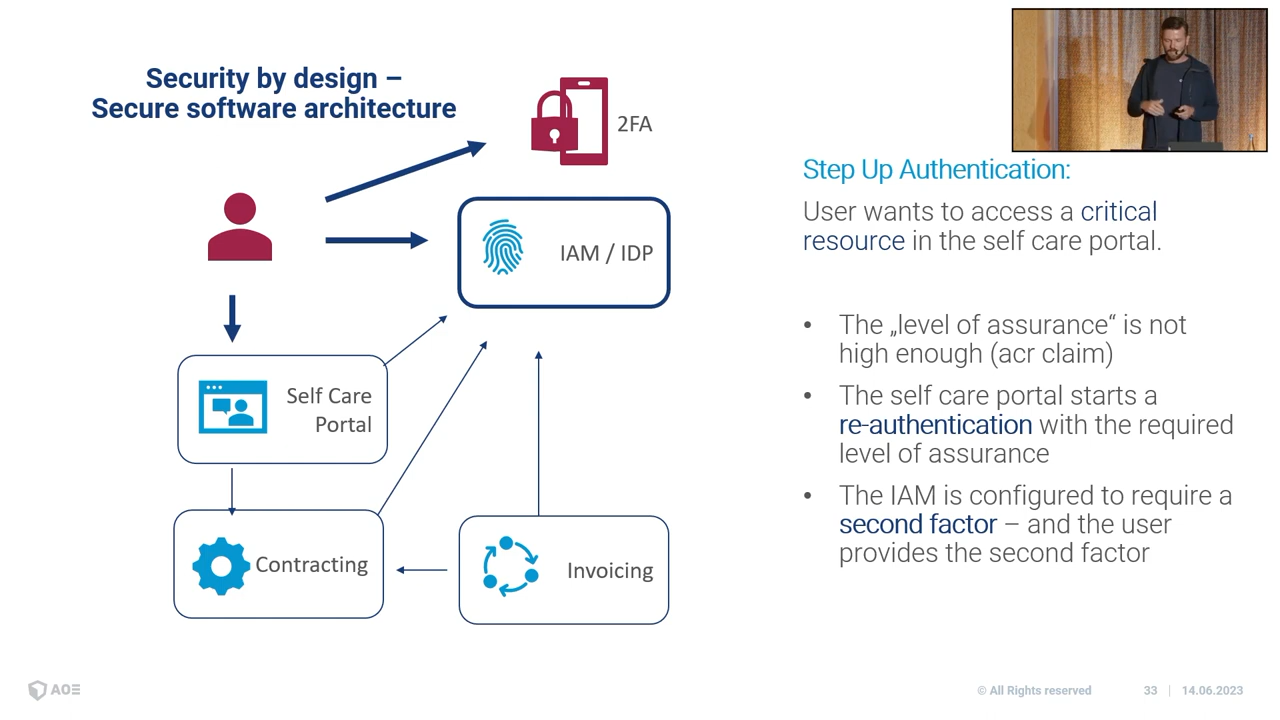 Security by design –
Secure software architecture
2FA
IAM / IDP
Self Care
Portal
Contracting
Invoicing
Step Up Authentication:
User wants to access a critical
resource in the self care portal.
• The „level of assurance“ is not
high enough (acr claim)
• The self care portal starts a
re-authentication with the required
level of assurance
• The IAM is configured to require a
second factor – and the user
provides the second factor
AOE
© All Rights reserved
33
14.06.2023